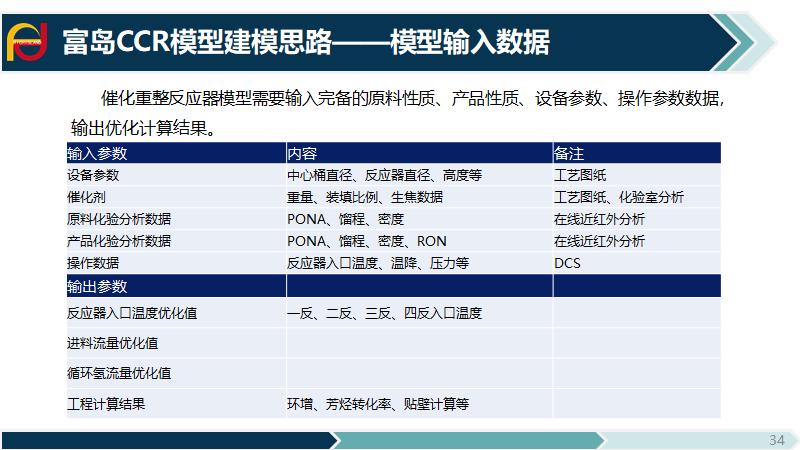 富岛CCR模型建模思路——模型输入数据
催化重整反应器模型需要输入完备的原料性质、产品性质、设备参数、操作参数数据，
输出优化计算结果。
输入参数 内容 备注
设备参数 中心桶直径、反应器直径、高度等 工艺图纸
催化剂 重量、装填比例、生焦数据 工艺图纸、化验室分析
原料化验分析数据 PONA、馏程、密度 在线近红外分析
产品化验分析数据 PONA、馏程、密度、RON 在线近红外分析
操作数据 反应器入口温度、温降、压力等 DCS
输出参数
反应器入口温度优化值 一反、二反、三反、四反入口温度
进料流量优化值
循环氢流量优化值
工程计算结果 环增、芳烃转化率、贴壁计算等
34